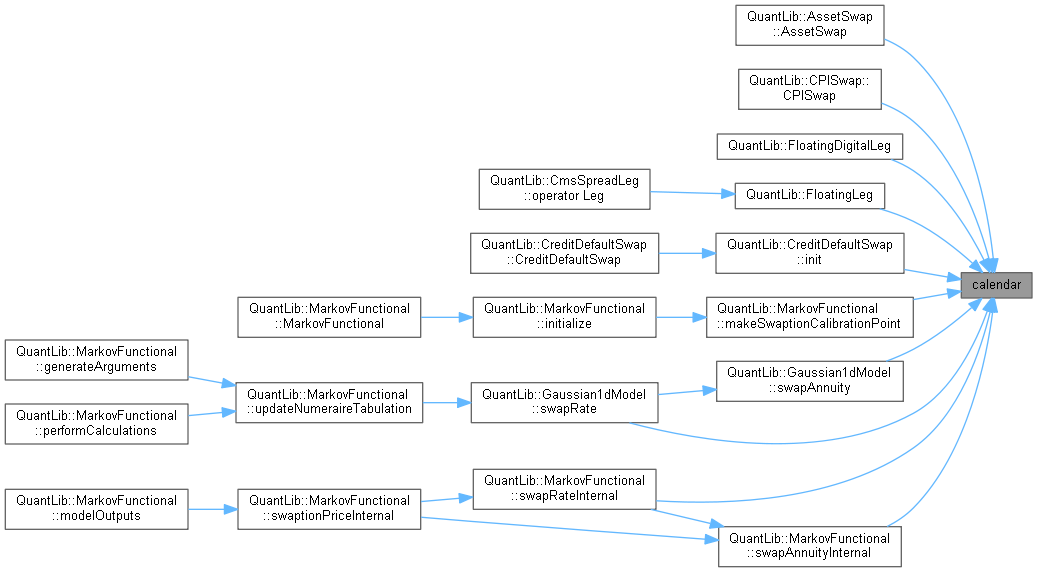 QuantLib::AssetSwap
::AssetSwap
QuantLib::CPISwap::
CPISwap
QuantLib::FloatingDigitalLeg
QuantLib::CmsSpreadLeg
::operator Leg
QuantLib::FloatingLeg
QuantLib::CreditDefaultSwap
::CreditDefaultSwap
QuantLib::CreditDefaultSwap
::init
calendar
QuantLib::MarkovFunctional
::MarkovFunctional
QuantLib::MarkovFunctional
::initialize
QuantLib::MarkovFunctional
::makeSwaptionCalibrationPoint
QuantLib::MarkovFunctional
::generateArguments
QuantLib::MarkovFunctional
::performCalculations
QuantLib::MarkovFunctional
::updateNumeraireTabulation
QuantLib::Gaussian1dModel
::swapRate
QuantLib::Gaussian1dModel
::swapAnnuity
QuantLib::MarkovFunctional
::modelOutputs
QuantLib::MarkovFunctional
::swaptionPriceInternal
QuantLib::MarkovFunctional
::swapRateInternal
QuantLib::MarkovFunctional
::swapAnnuityInternal